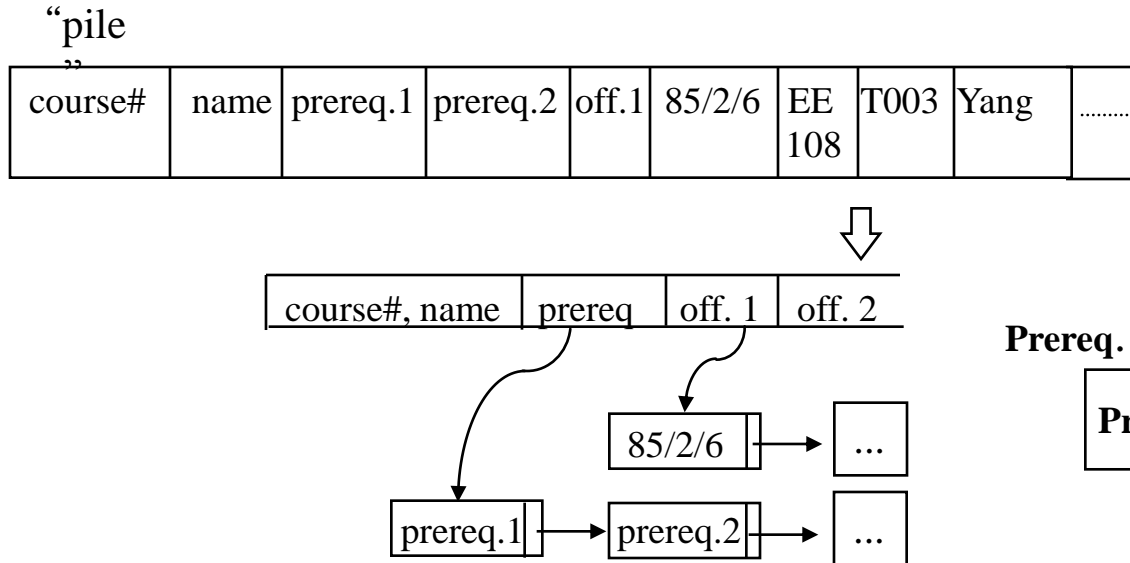 “pile
”
course# name prereq.1 prereq.2 off.1 85/2/6 EE T003 Yang ..........
108
course#, name prereq off. 1 off. 2
Prereq.
Pr
85/2/6 ...
prereq.1 prereq.2 ...